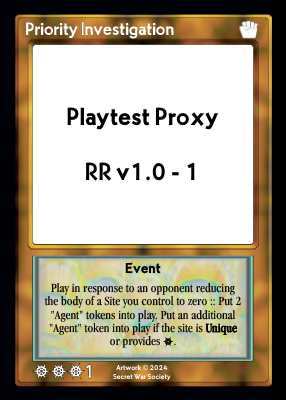 Priority Investigation
Playtest Proxy
RR v1.0 - 1
Event
Play in response to an opponent reducing
the body of a Site you control to zero :: Put 2
"Agent" tokens into play. Put an additional
"Agent" token into play if the site is Unique
or provides .
1
Artwork © 2024
Secret War Society